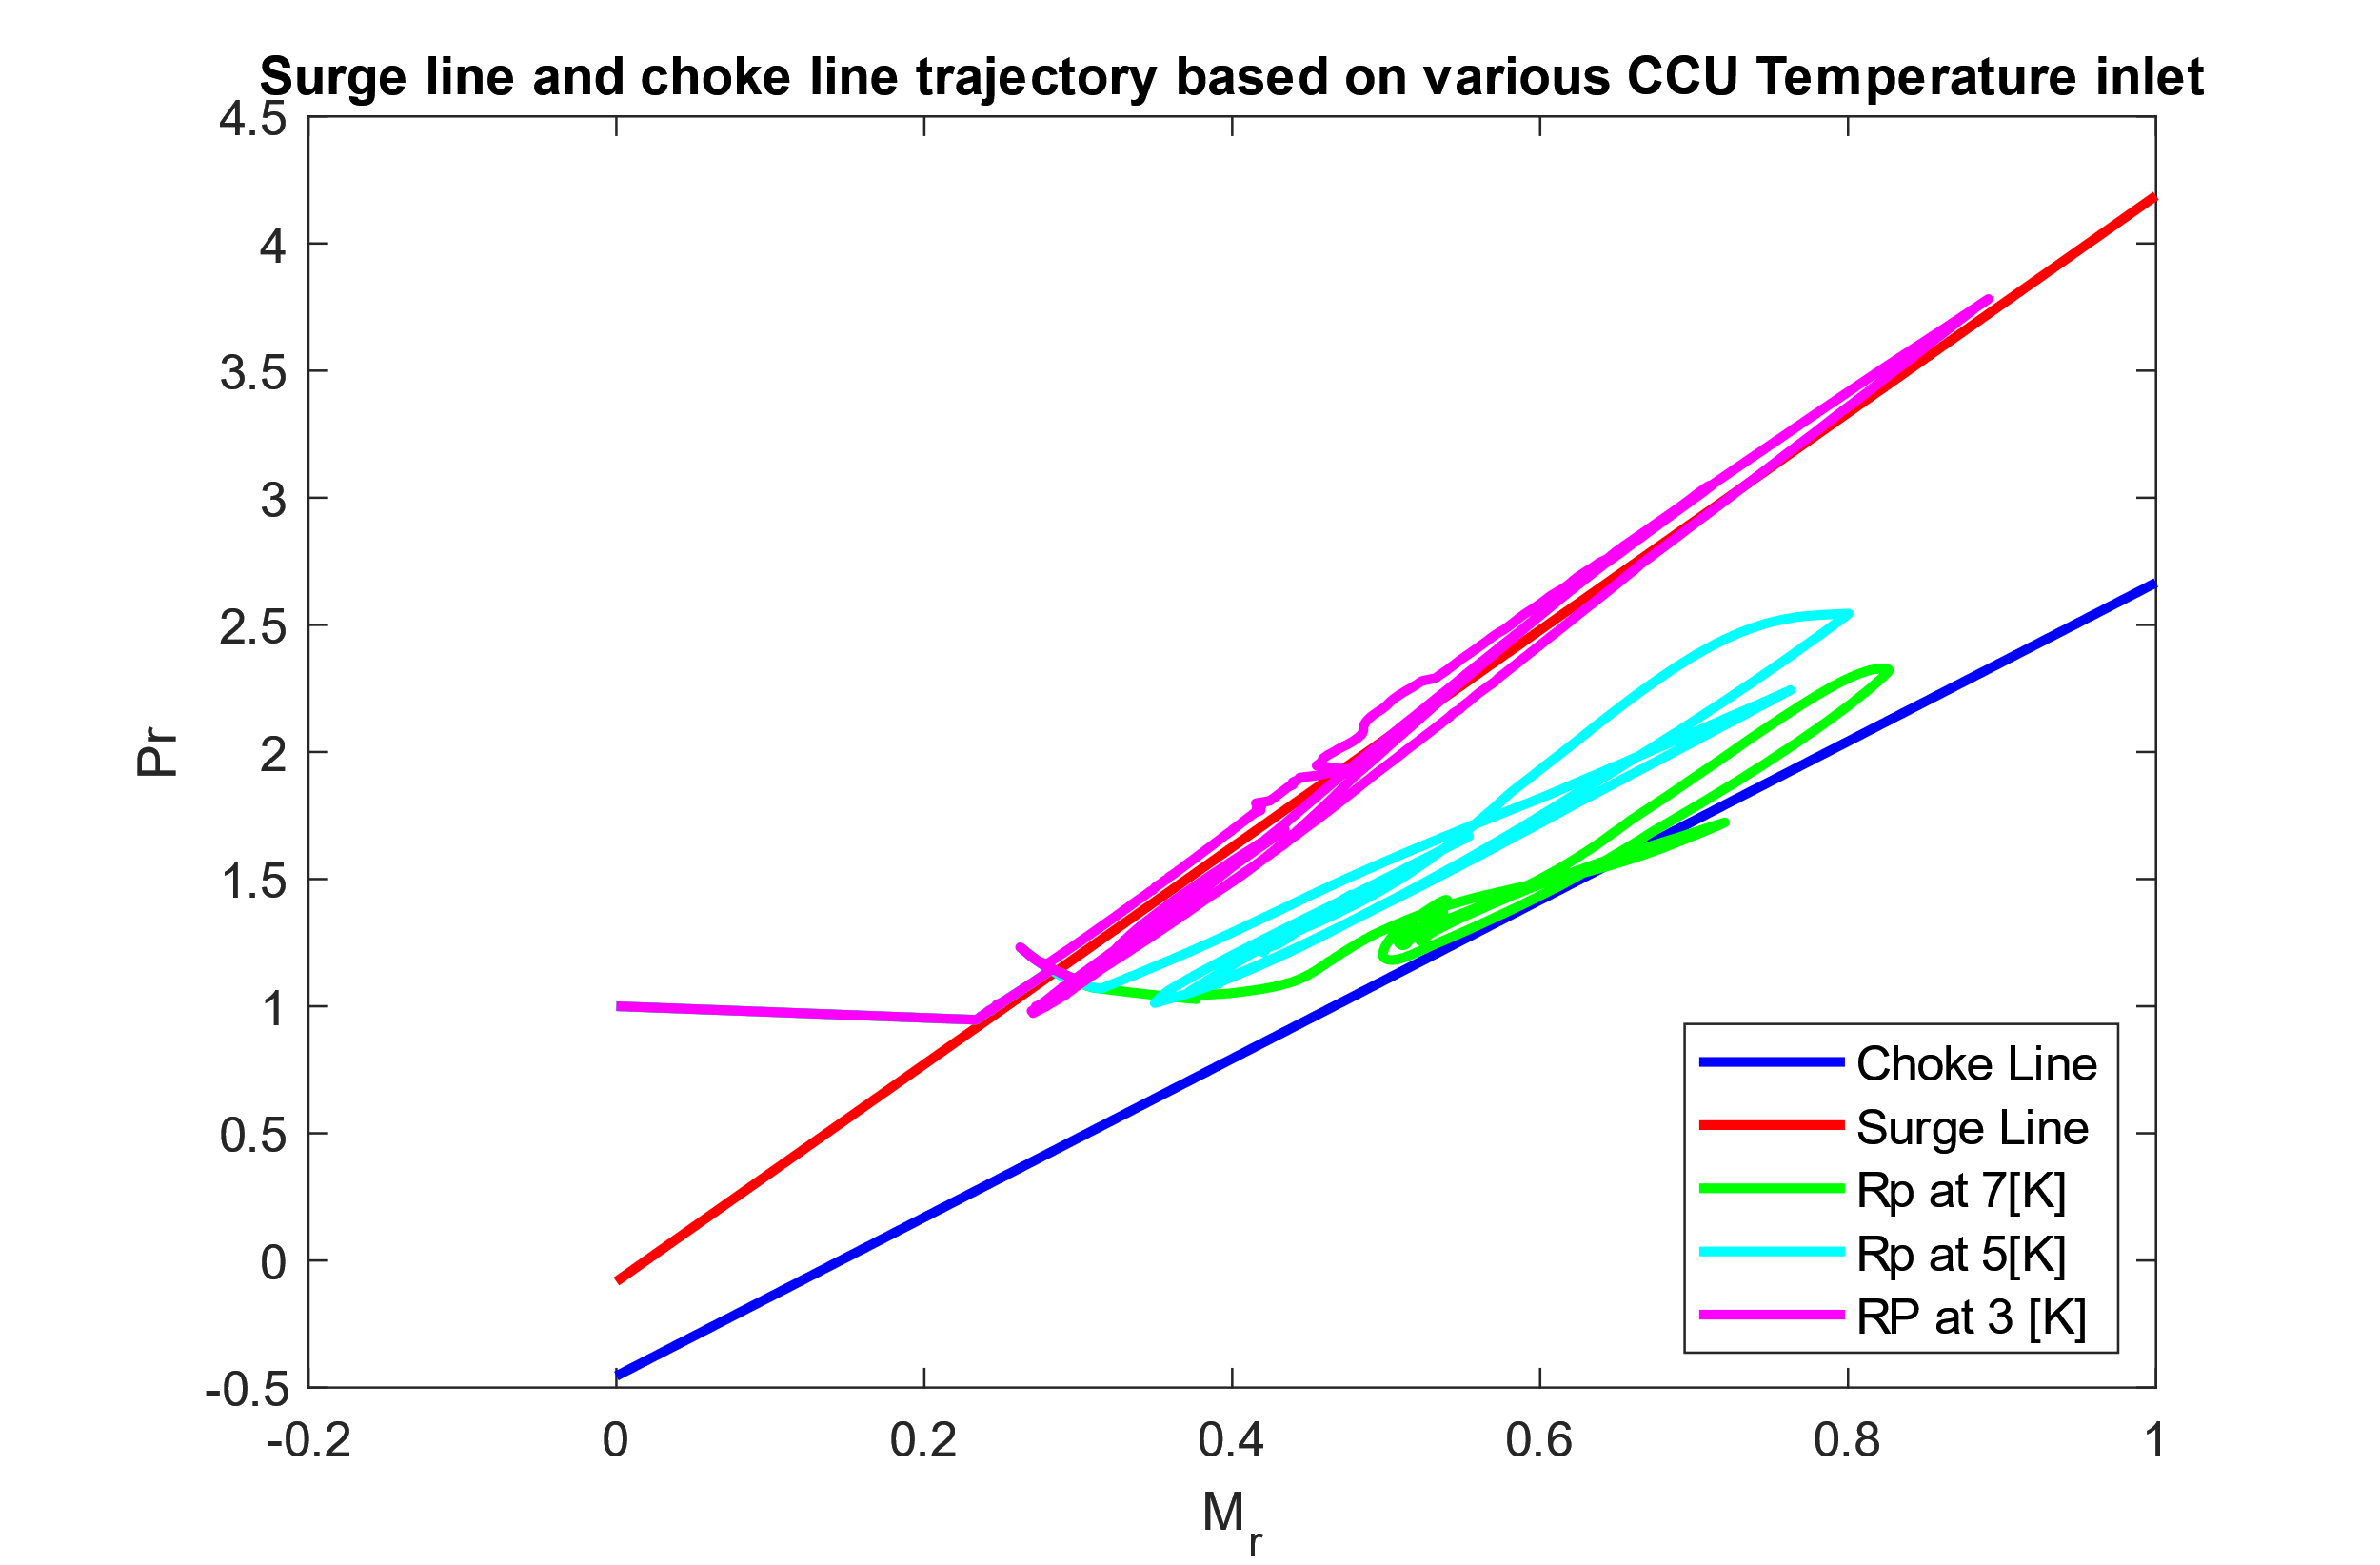 Surge line and choke line trajectory based on various CCU Temperature inlet
4.5
4
3.5
3
2.5
2
1.5
1
0.5
0
-0.5
Pr
-0.2 0 0.2 0.4 0.6 0.8 1
M_r
Choke Line
Surge Line
Rp at 7[K]
Rp at 5[K]
RP at 3 [K]